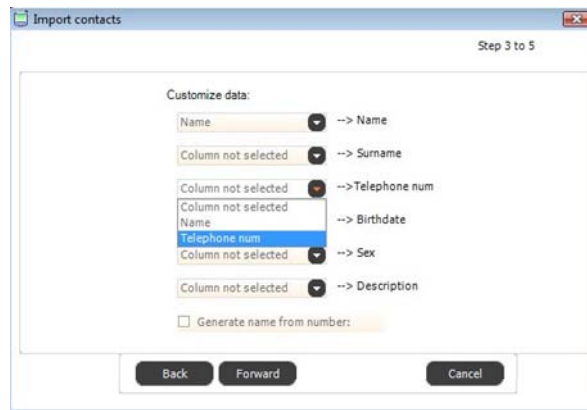 Import contacts
Step 3 to 5
Customize data:
Name --> Name
Column not selected --> Surname
Column not selected -->Telephone num
Column not selected
Name --> Birthdate
Telephone num
Column not selected --> Sex
Column not selected --> Description
Generate name from number:
Back Forward Cancel